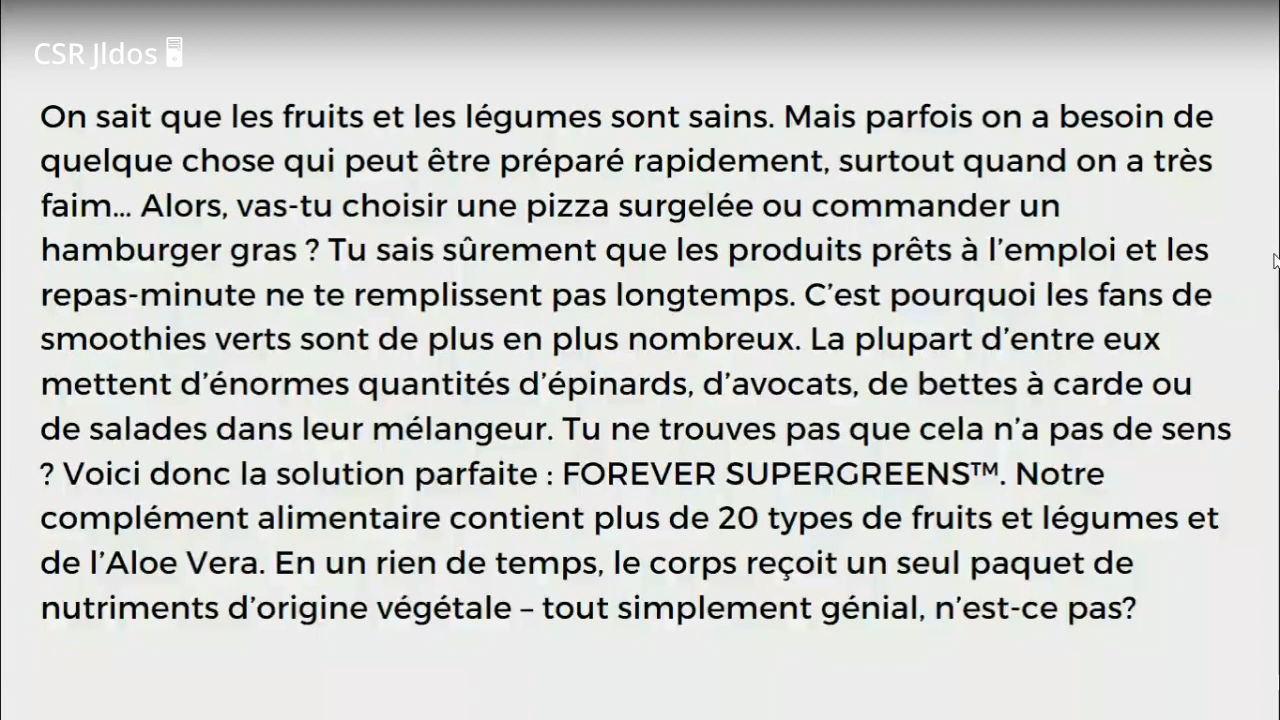 CSR Jldos
On sait que les fruits et les légumes sont sains. Mais parfois on a besoin de
quelque chose qui peut être préparé rapidement, surtout quand on a très
faim... Alors, vas-tu choisir une pizza surgelée ou commander un
hamburger gras ? Tu sais sûrement que les produits prêts à l’emploi et les
repas-minute ne te remplissent pas longtemps. C’est pourquoi les fans de
smoothies verts sont de plus en plus nombreux. La plupart d’entre eux
mettent d’énormes quantités d’épinards, d’avocats, de bettes à carde ou
de salades dans leur mélangeur. Tu ne trouves pas que cela n’a pas de sens
? Voici donc la solution parfaite : FOREVER SUPERGREENS™. Notre
complément alimentaire contient plus de 20 types de fruits et légumes et
de l’Aloe Vera. En un rien de temps, le corps reçoit un seul paquet de
nutriments d’origine végétale – tout simplement génial, n’est-ce pas?